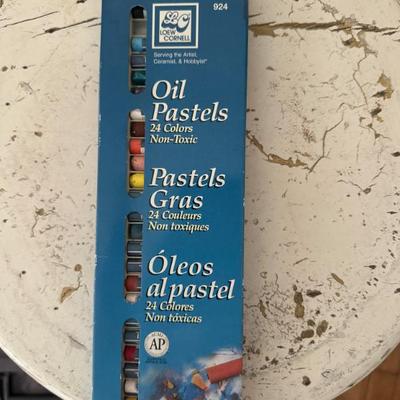 924
LC
LOEW
CORNELL
Serving the Artist,
Ceramist, & Hobbyist
Oil
Pastels
24 Colors
Non-Toxic
Pastels
Gras
24 Couleurs
Non toxiques
Óleos
al pastel
24 Colores
Non tóxicas
AP